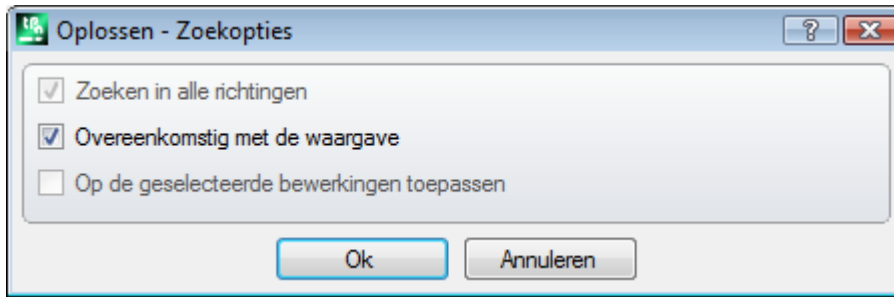 Oplossen - Zoekopties
Zoeken in alle richtingen
Overeenkomstig met de waargave
Op de geselecteerde bewerkingen toepassen
Ok
Annuleren